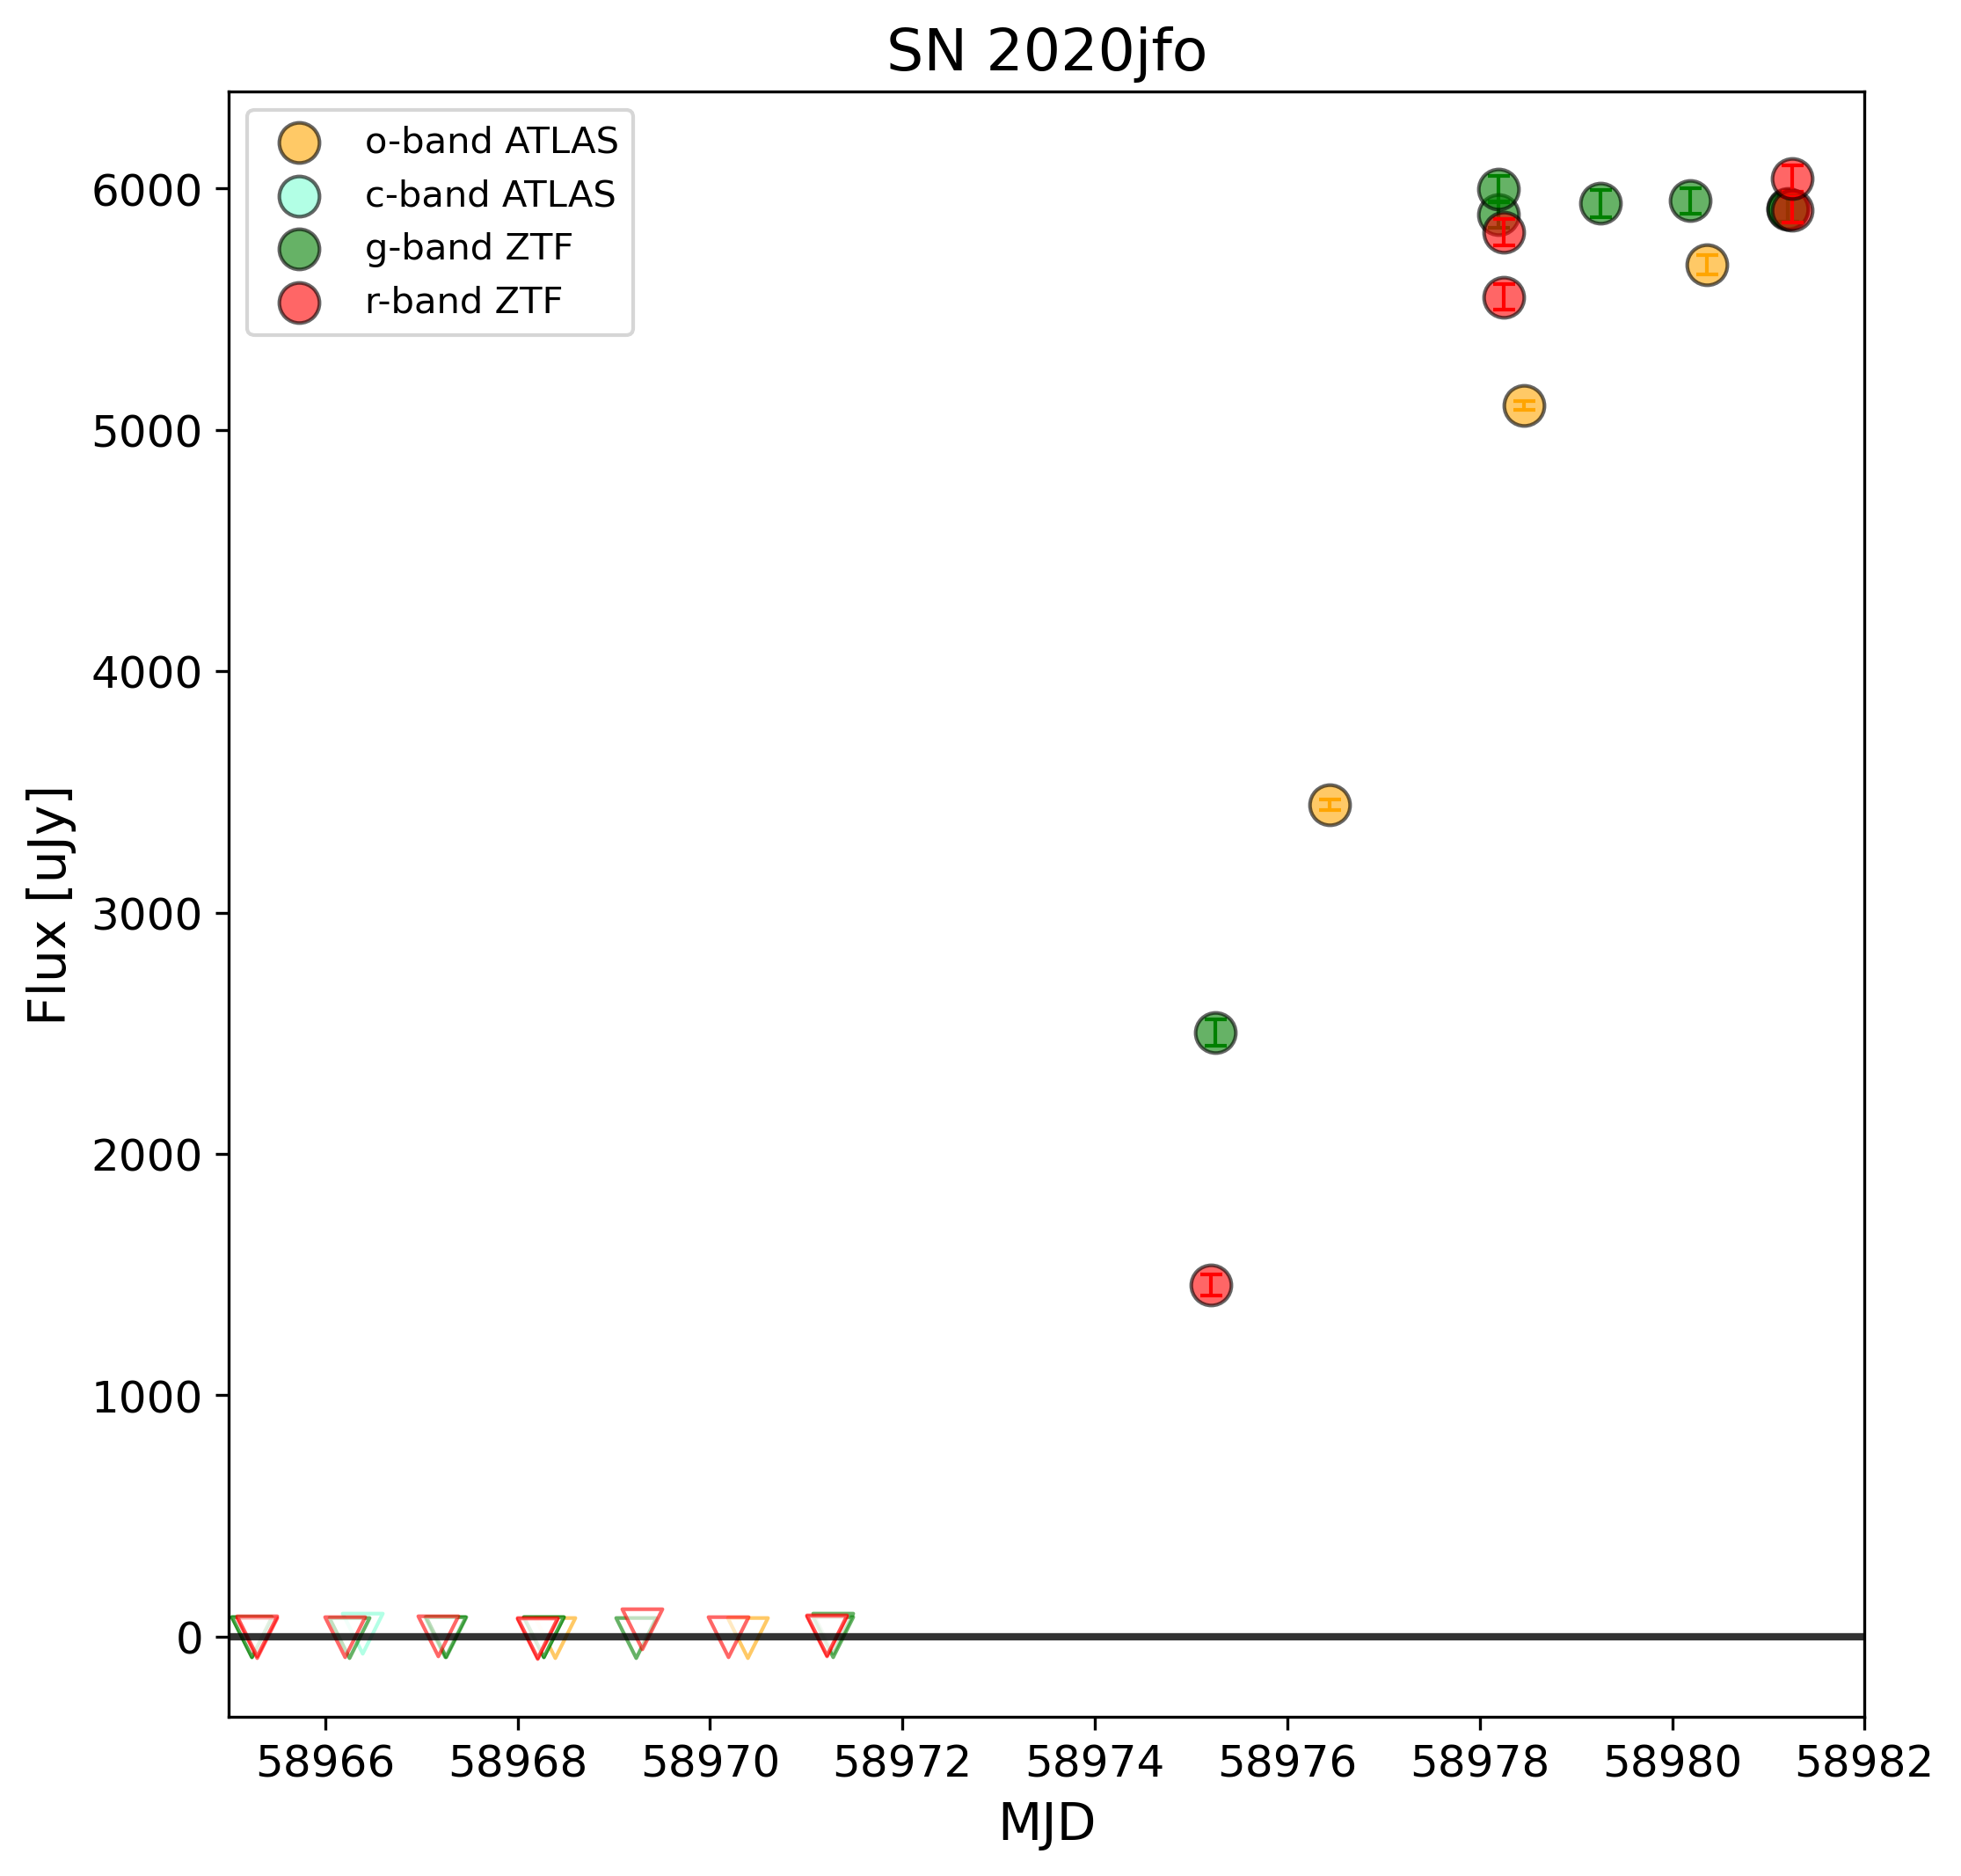 SN 2020jfo
o-band ATLAS
c-band ATLAS
g-band ZTF
r-band ZTF
6000
5000
4000
3000
2000
1000
0
Flux [uJy]
58966 58968 58970 58972 58974 58976 58978 58980 58982
MJD